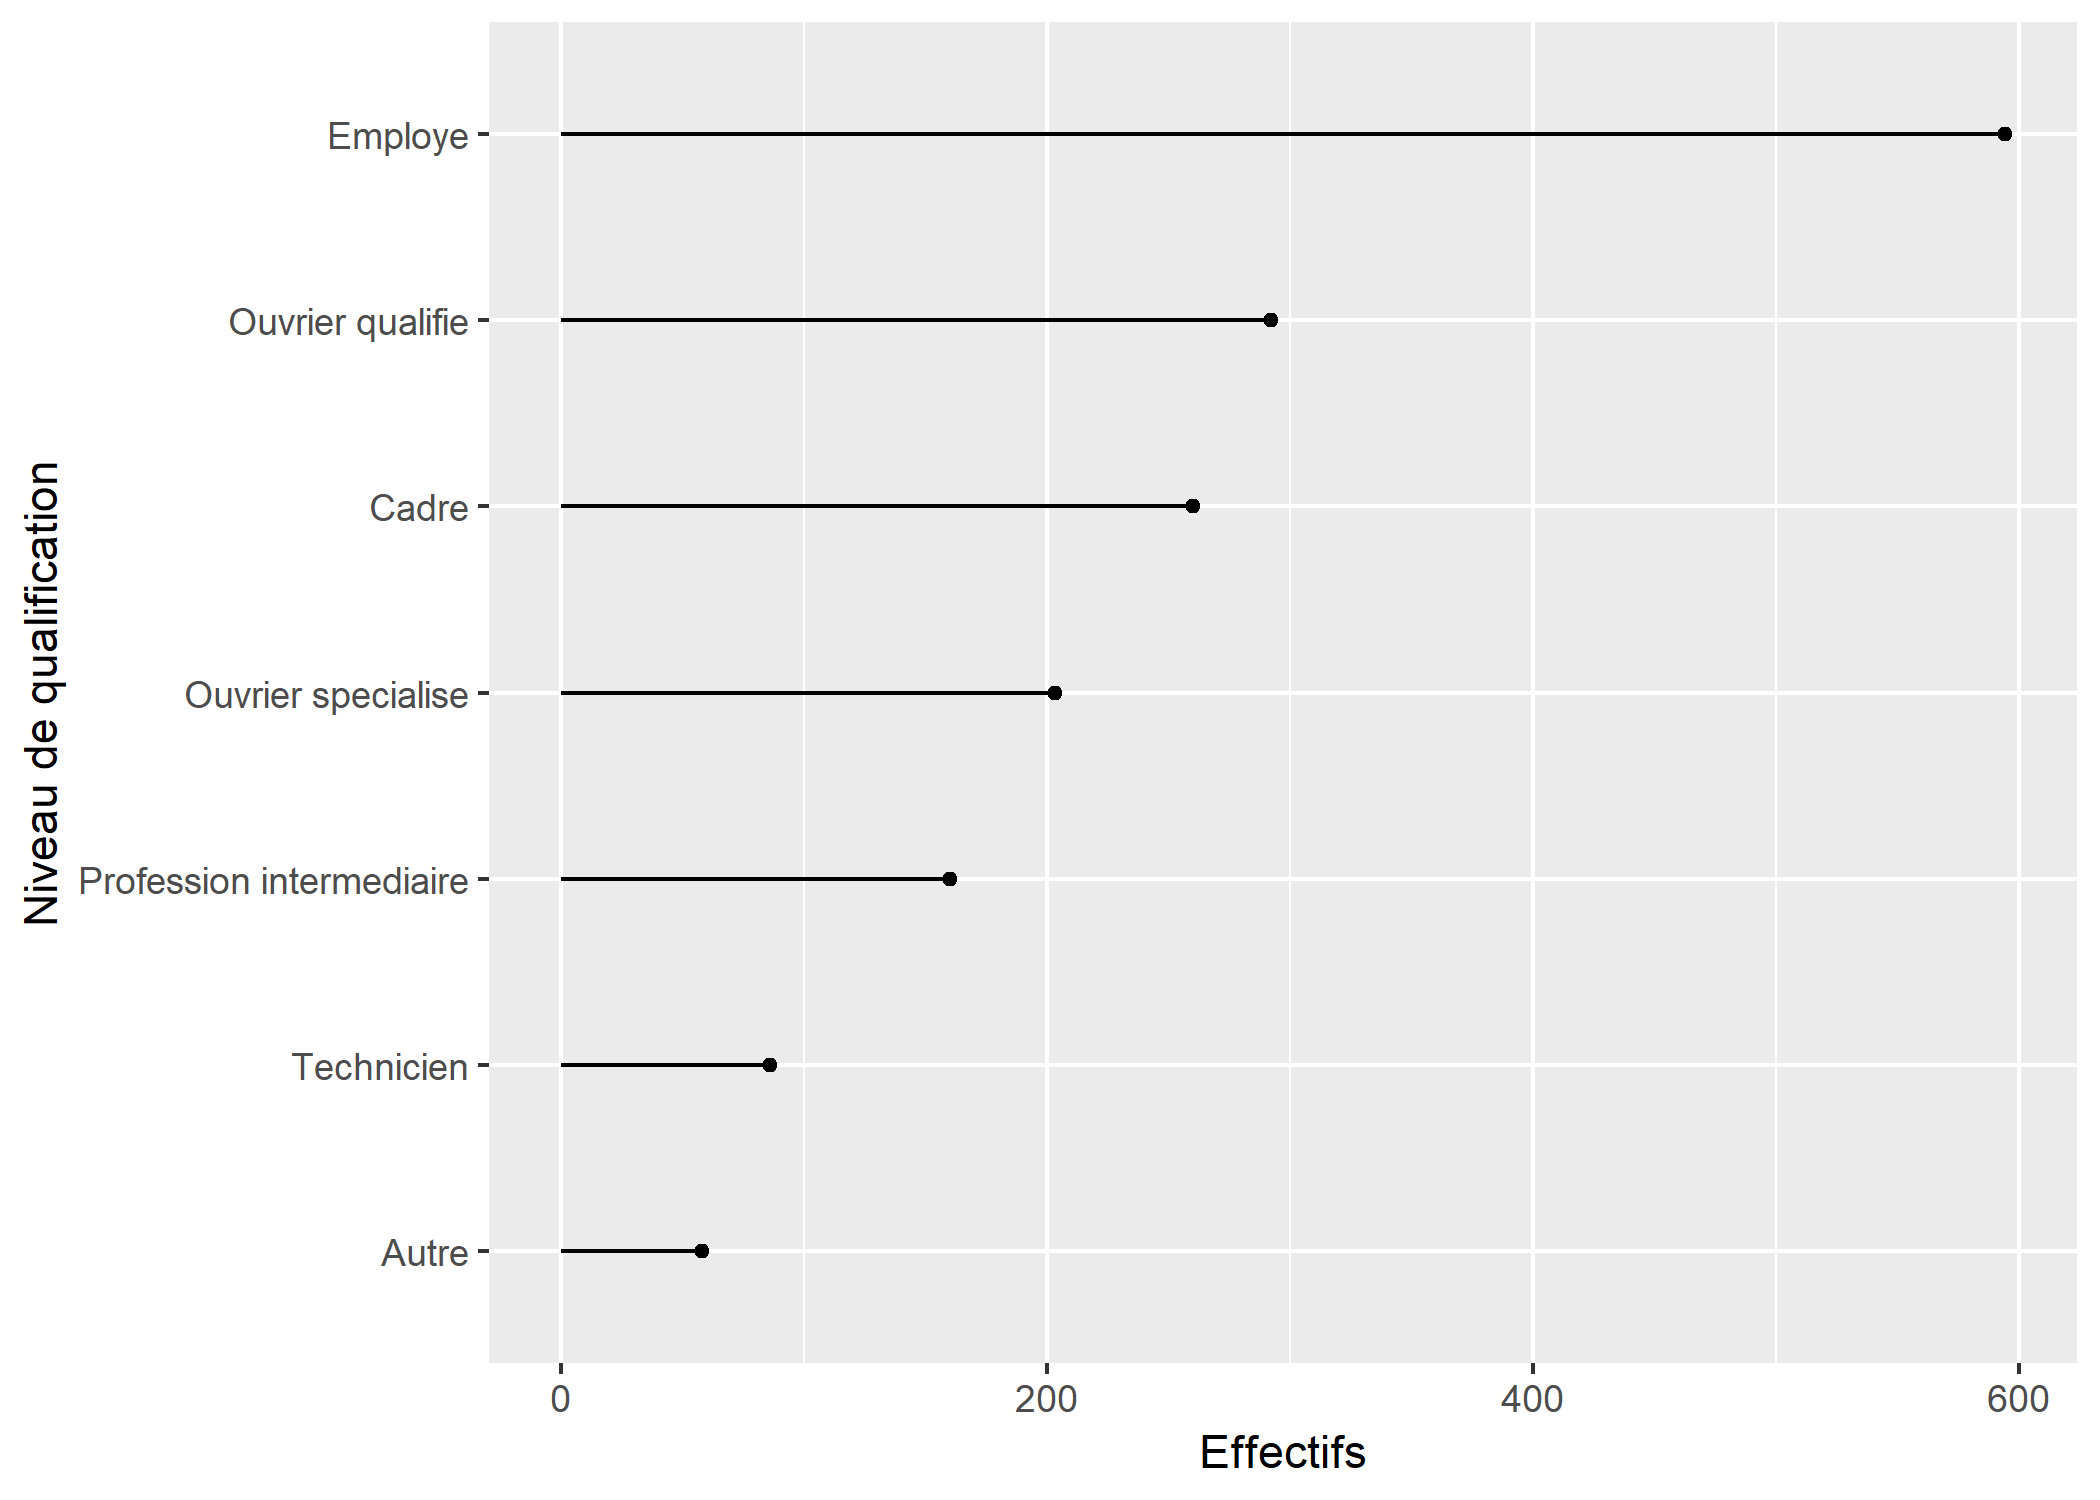 Niveau de qualification
Employe
Ouvrier qualifie
Cadre
Ouvrier specialise
Profession intermediaire
Technicien
Autre
0 200 400 600
Effectifs